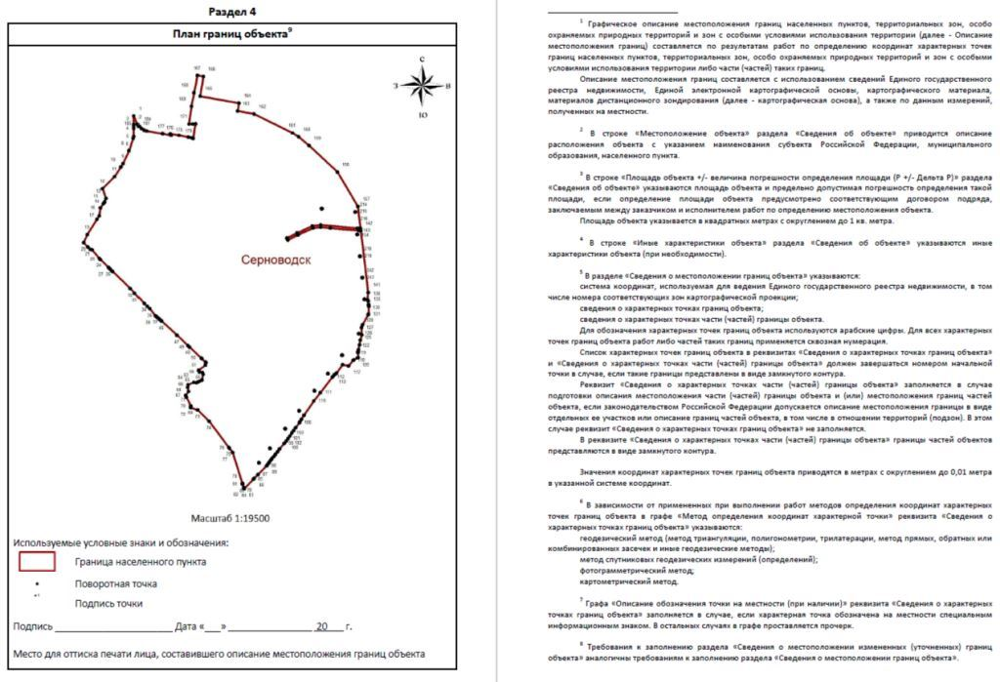 Раздел 4
План границ объекта⁹
С
З
В
Ю
Серноводск
Масштаб 1:19500
Используемые условные знаки и обозначения:
Граница населенного пункта
Поворотная точка
Подпись точки
Подпись ____________________ Дата «___» ______________ 20___ г.
Место для оттиска печати лица, составившего описание местоположения границ объекта
¹ Графическое описание местоположения границ населенных пунктов, территориальных зон, особо
охраняемых природных территорий и зон с особыми условиями использования территории (далее - Описание
местоположения границ) составляется по результатам работ по определению координат характерных точек
границ населенных пунктов, территориальных зон, особо охраняемых природных территорий и зон с особыми
условиями использования территории либо части (частей) таких границ.
Описание местоположения границ составляется с использованием сведений Единого государственного
реестра недвижимости, Единой электронной картографической основы, картографического материала,
материалов дистанционного зондирования (далее - картографическая основа), а также по данным измерений,
полученных на местности.
² В строке «Местоположение объекта» раздела «Сведения об объекте» приводится описание
расположения объекта с указанием наименования субъекта Российской Федерации, муниципального
образования, населенного пункта.
³ В строке «Площадь объекта +/- величина погрешности определения площади (Р +/- Дельта Р)» раздела
«Сведения об объекте» указываются площадь объекта и предельно допустимая погрешность определения такой
площади, если определение площади объекта предусмотрено соответствующим договором подряда,
заключаемым между заказчиком и исполнителем работ по определению местоположения объекта.
Площадь объекта указывается в квадратных метрах с округлением до 1 кв. метра.
⁴ В строке «Иные характеристики объекта» раздела «Сведения об объекте» указываются иные
характеристики объекта (при необходимости).
⁵ В разделе «Сведения о местоположении границ объекта» указываются:
система координат, используемая для ведения Единого государственного реестра недвижимости, в том
числе номера соответствующих зон картографической проекции;
сведения о характерных точках границ объекта;
сведения о характерных точках части (частей) границы объекта.
Для обозначения характерных точек границ объекта используются арабские цифры. Для всех характерных
точек границ объекта работ либо частей таких границ применяется сквозная нумерация.
Список характерных точек границ объекта в реквизитах «Сведения о характерных точках границ объекта»
и «Сведения о характерных точках части (частей) границы объекта» должен завершаться номером начальной
точки в случае, если такие границы представлены в виде замкнутого контура.
Реквизит «Сведения о характерных точках части (частей) границы объекта» заполняется в случае
подготовки описания местоположения части (частей) границы объекта и (или) местоположения границ частей
объекта, если законодательством Российской Федерации допускается описание местоположения границы в виде
отдельных ее участков или описание границ частей объекта, в том числе в отношении территорий (подзон). В этом
случае реквизит «Сведения о характерных точках границ объекта» не заполняется.
В реквизите «Сведения о характерных точках части (частей) границы объекта» границы частей объектов
представляются в виде замкнутого контура.
Значения координат характерных точек границ объекта приводятся в метрах с округлением до 0,01 метра
в указанной системе координат.
⁶ В зависимости от примененных при выполнении работ методов определения координат характерных
точек границ объекта в графе «Метод определения координат характерной точки» реквизита «Сведения о
характерных точках границ объекта» указываются:
геодезический метод (метод триангуляции, полигонометрии, трилатерации, метод прямых, обратных или
комбинированных засечек и иные геодезические методы);
метод спутниковых геодезических измерений (определений);
фотограмметрический метод;
картометрический метод.
⁷ Графа «Описание обозначения точки на местности (при наличии)» реквизита «Сведения о характерных
точках границ объекта» заполняется в случае, если характерная точка обозначена на местности специальным
информационным знаком. В остальных случаях в графе проставляется прочерк.
⁸ Требования к заполнению раздела «Сведения о местоположении измененных (уточненных) границ
объекта» аналогичны требованиям к заполнению раздела «Сведения о местоположении границ объекта».